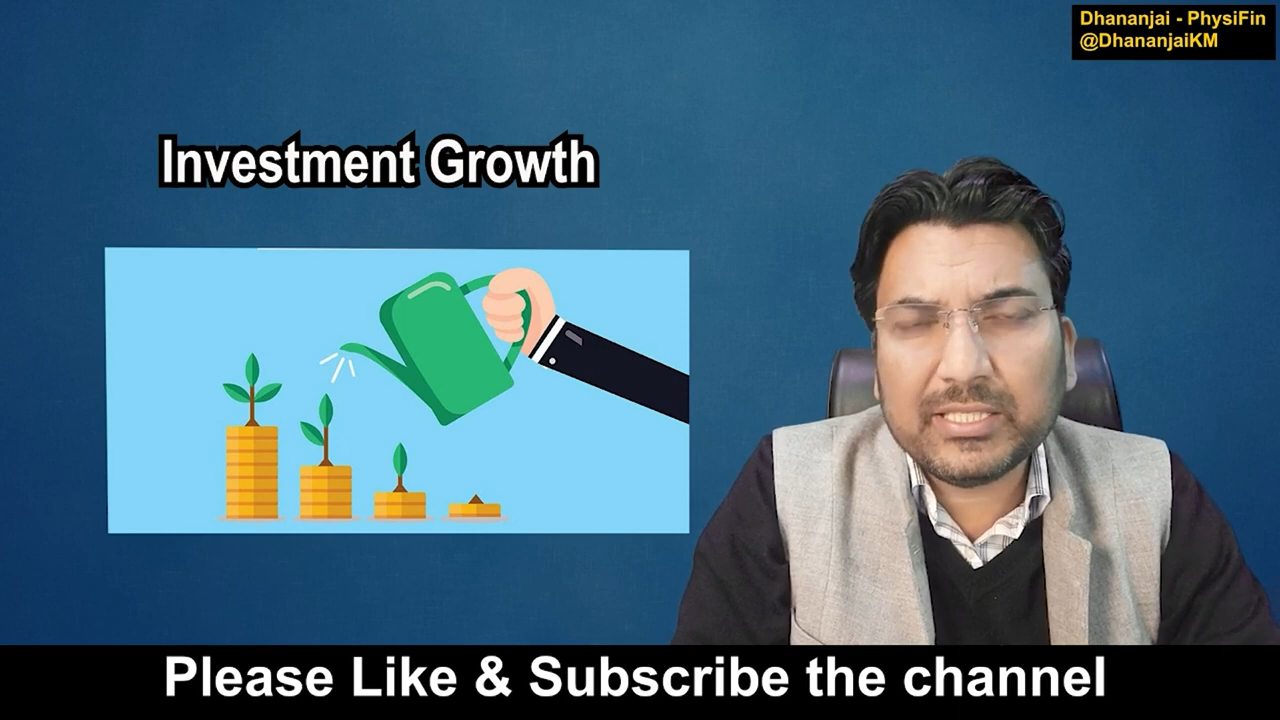 Dhananjai - PhysiFin
@DhananjaiKM
Investment Growth
Please Like & Subscribe the channel